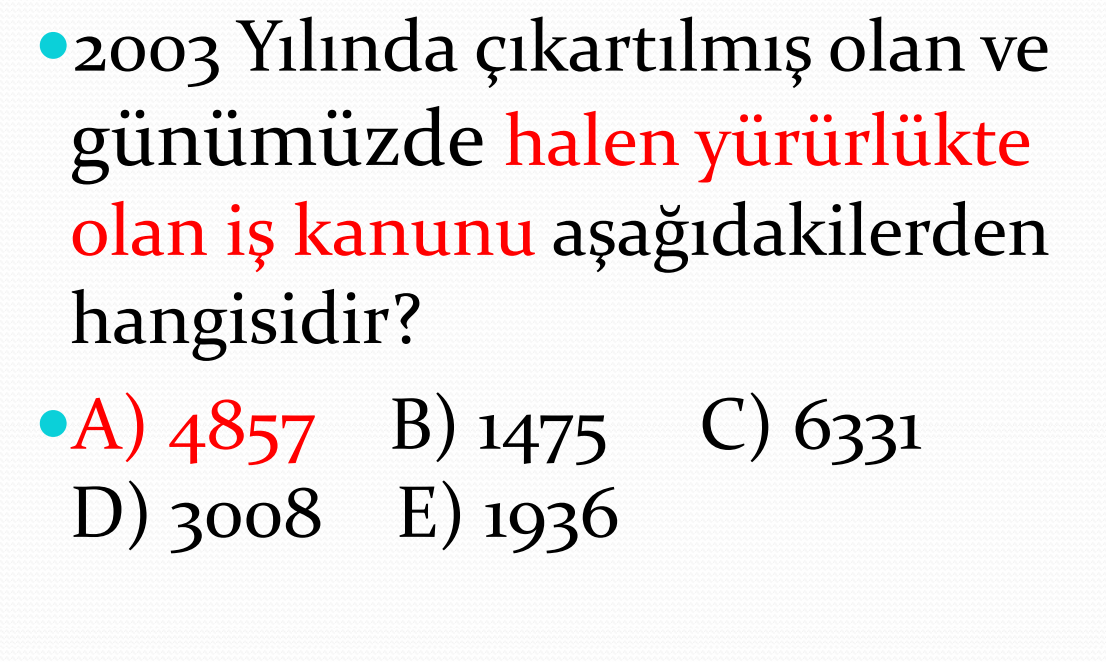 •2003 Yılında çıkartılmış olan ve
günümüzde halen yürürlükte
olan iş kanunu aşağıdakilerden
hangisidir?
•A) 4857 B) 1475 C) 6331
D) 3008 E) 1936